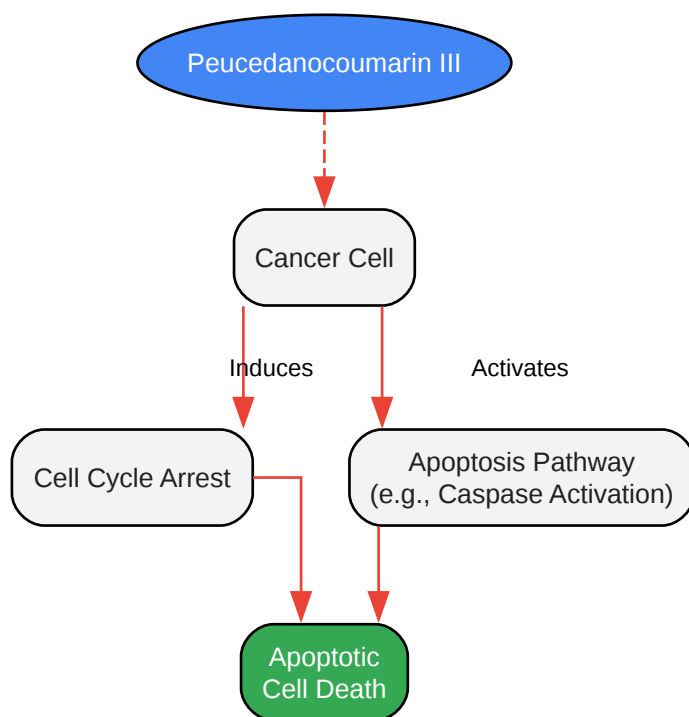 Peucedanocoumarin III
Cancer Cell
Induces
Activates
Cell Cycle Arrest
Apoptosis Pathway
(e.g., Caspase Activation)
Apoptotic
Cell Death